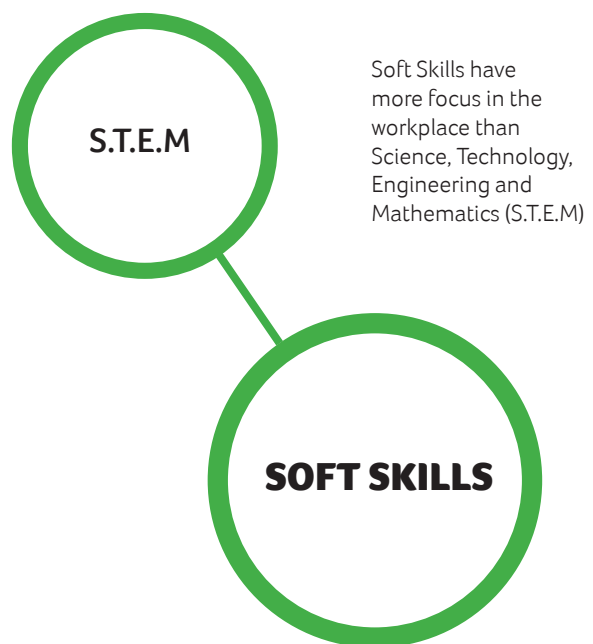 S.T.E.M
Soft Skills have
more focus in the
workplace than
Science, Technology,
Engineering and
Mathematics (S.T.E.M)
SOFT SKILLS